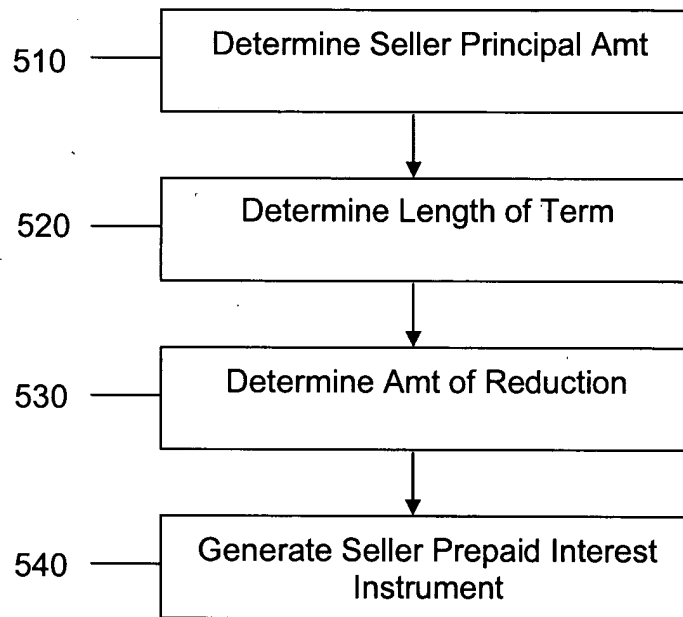 510
Determine Seller Principal Amt
520
Determine Length of Term
530
Determine Amt of Reduction
540
Generate Seller Prepaid Interest
Instrument